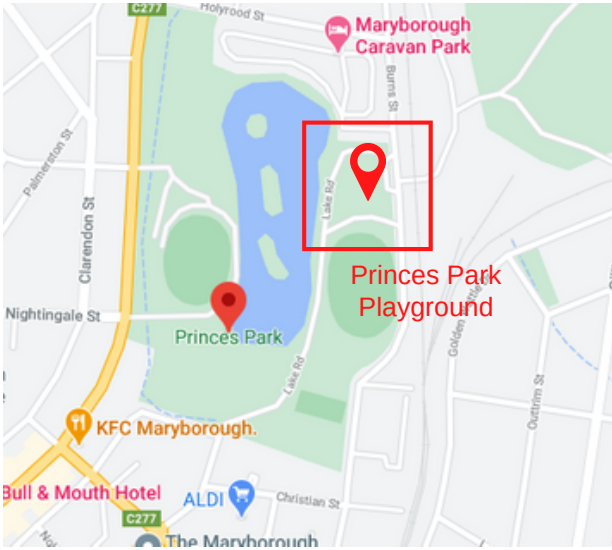 C277
Holyrood St
Maryborough
Caravan Park
Burns St
Palmerston St
Lake Rd
Clarendon St
Princes Park
Playground
Nightingale St
Princes Park
Golden Wattle
Lake Rd
Outtrim St
KFC Maryborough.
Bull & Mouth Hotel
ALDI
Christian St
C277
The Maryborough